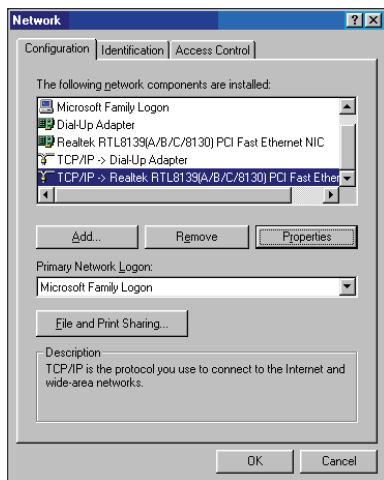 Network
Configuration Identification Access Control
The following network components are installed:
Microsoft Family Logon
Dial-Up Adapter
Realtek RTL8139(A/B/C/8130) PCI Fast Ethernet NIC
TCP/IP -> Dial-Up Adapter
TCP/IP -> Realtek RTL8139(A/B/C/8130) PCI Fast Ether
Add... Remove Properties
Primary Network Logon:
Microsoft Family Logon
File and Print Sharing...
Description
TCP/IP is the protocol you use to connect to the Internet and
wide-area networks.
OK Cancel